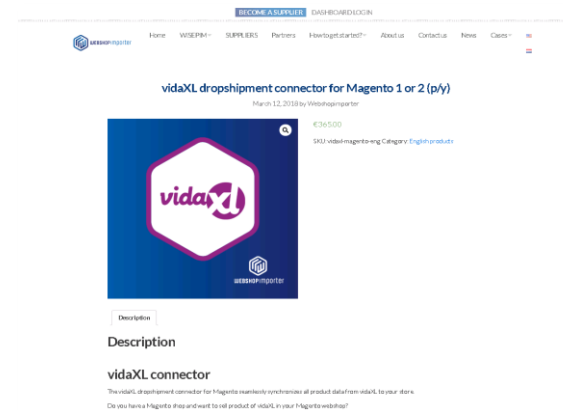 BECOME A SUPPLIER DASHBOARD LOGIN
WEBSHOPimporter
Home WISEPIM SUPPLIERS Partners How to get started? About us Contact us News Cases
vidaXL dropshipment connector for Magento 1 or 2 (p/y)
March 12, 2018 by Webshopimporter
€365.00
SKU: vidaxl-magento-eng Category: English products
vidaXL
WEBSHOPimporter
Description
Description
vidaXL connector
The vidaXL dropshipment connector for Magento seamlessly synchronizes all product data from vidaXL to your store.
Do you have a Magento shop and want to sell product of vidaXL in your Magento webshop?